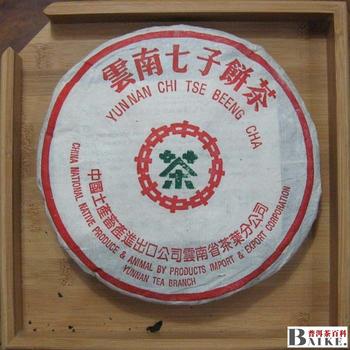 雲南七子餅茶
YUNNAN CHI TSE BEENG CHA
茶
中國土產畜產進出口公司雲南省茶葉分公司
CHINA NATIONAL NATIVE PRODUCE & ANIMAL BY PRODUCTS IMPORT & EXPORT CORPORATION
YUNNAN TEA BRANCH
普洱茶百科
BAIKE.